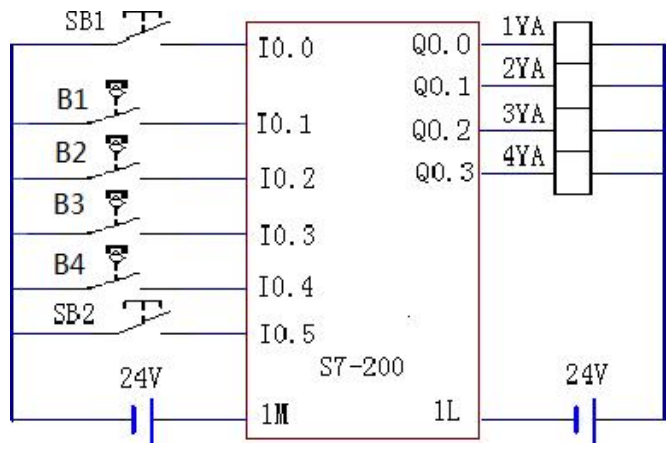 SB1 I0.0 Q0.0 1YA
B1 I0.1 Q0.1 2YA
B2 I0.2 Q0.2 3YA
B3 I0.3 Q0.3 4YA
B4 I0.4
SB2 I0.5
S7-200
24V 1M 1L 24V